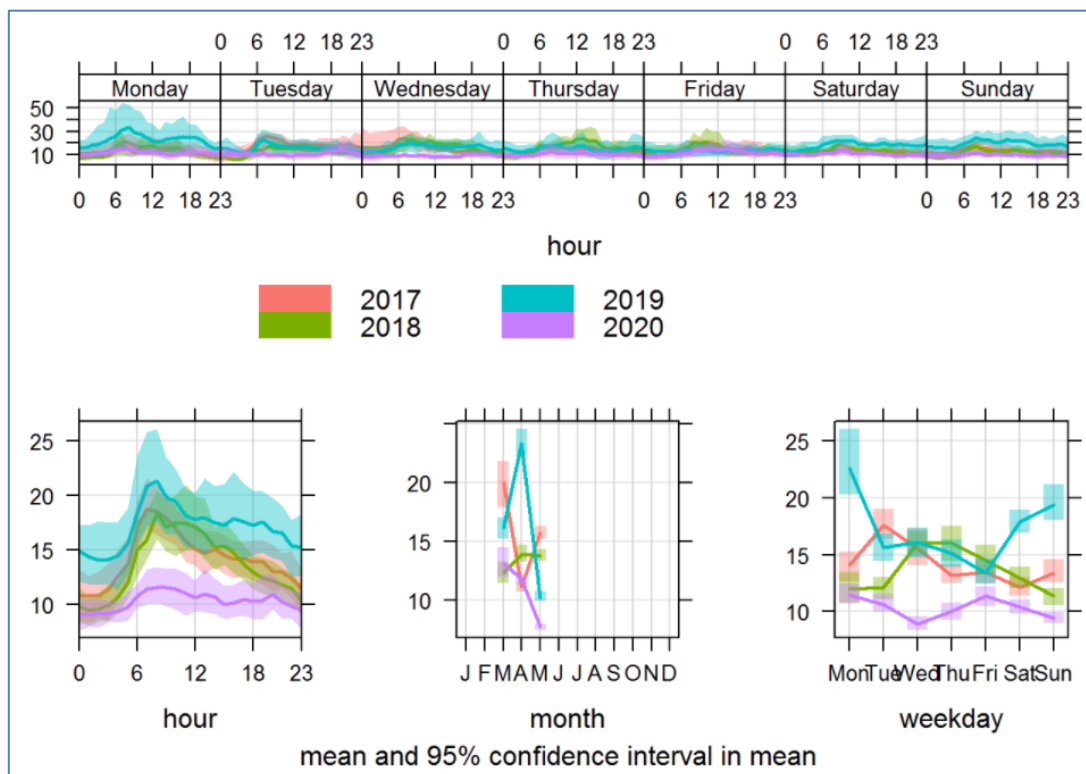 0 6 12 18 23 0 6 12 18 23 0 6 12 18 23
Monday Tuesday Wednesday Thursday Friday Saturday Sunday
50
30
10
0 6 12 18 23 0 6 12 18 23 0 6 12 18 23 0 6 12 18 23
hour
2017 2019
2018 2020
25
20
15
10
0 6 12 18 23
hour
20
15
10
J F M A M J J A S O N D
month
25
20
15
10
Mon Tue Wed Thu Fri Sat Sun
weekday
mean and 95% confidence interval in mean